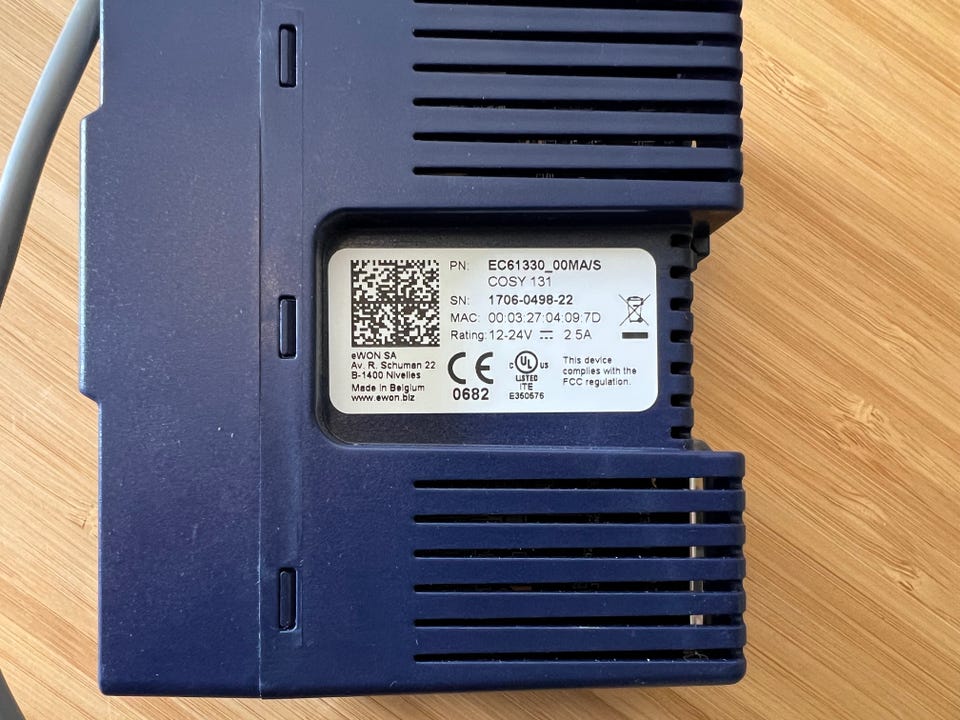 PN: EC61330_00MA/S
COSY 131
SN: 1706-0498-22
MAC: 00:03:27:04:09:7D
Rating: 12-24V 2.5A
eWON SA
Av. R. Schuman 22
B-1400 Nivelles
Made in Belgium
www.ewon.biz
CE
0682
c UL us
LISTED
ITE
E350576
This device
complies with the
FCC regulation.